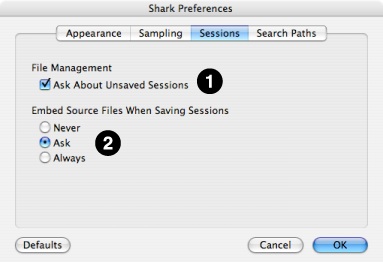 Shark Preferences
Appearance Sampling Sessions Search Paths
File Management
Ask About Unsaved Sessions 1
Embed Source Files When Saving Sessions
Never
Ask 2
Always
Defaults Cancel OK